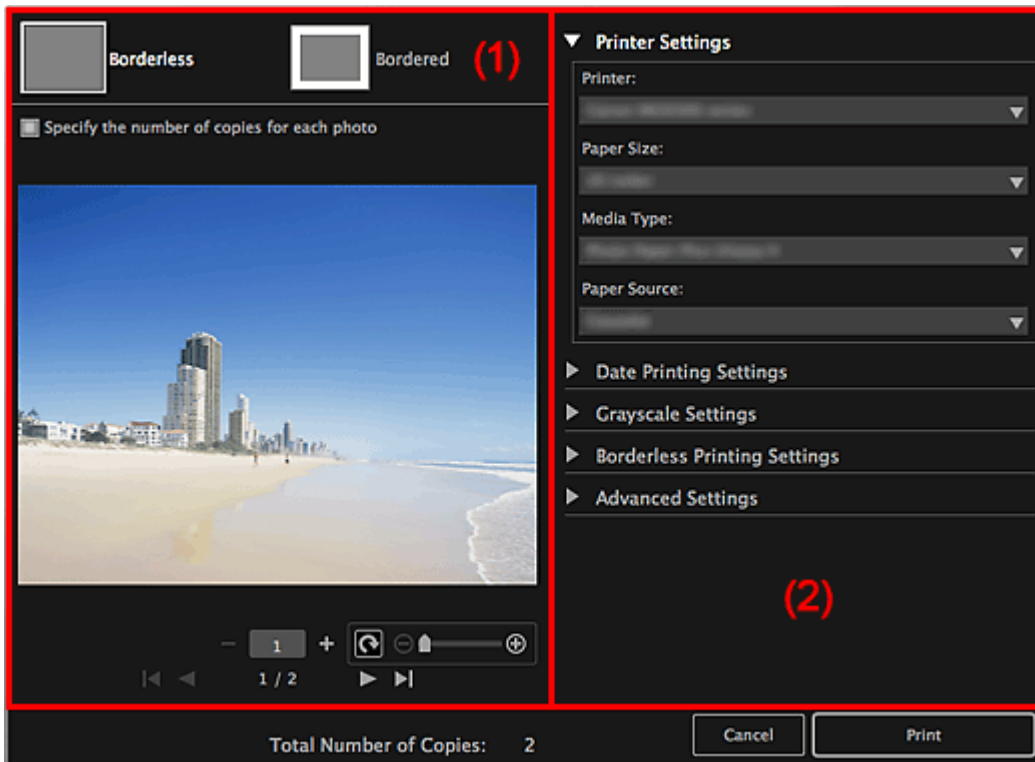 Borderless
Bordered
(1)
Specify the number of copies for each photo
1
1 / 2
Printer Settings
Printer:
Paper Size:
Media Type:
Paper Source:
Date Printing Settings
Grayscale Settings
Borderless Printing Settings
Advanced Settings
(2)
Total Number of Copies: 2
Cancel
Print